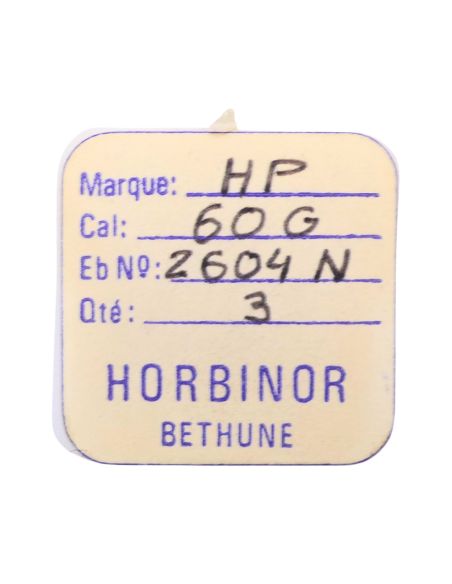 Marque: HP
Cal: 60 G
Eb Nº: 2604 N
Qté: 3
HORBINOR
BETHUNE